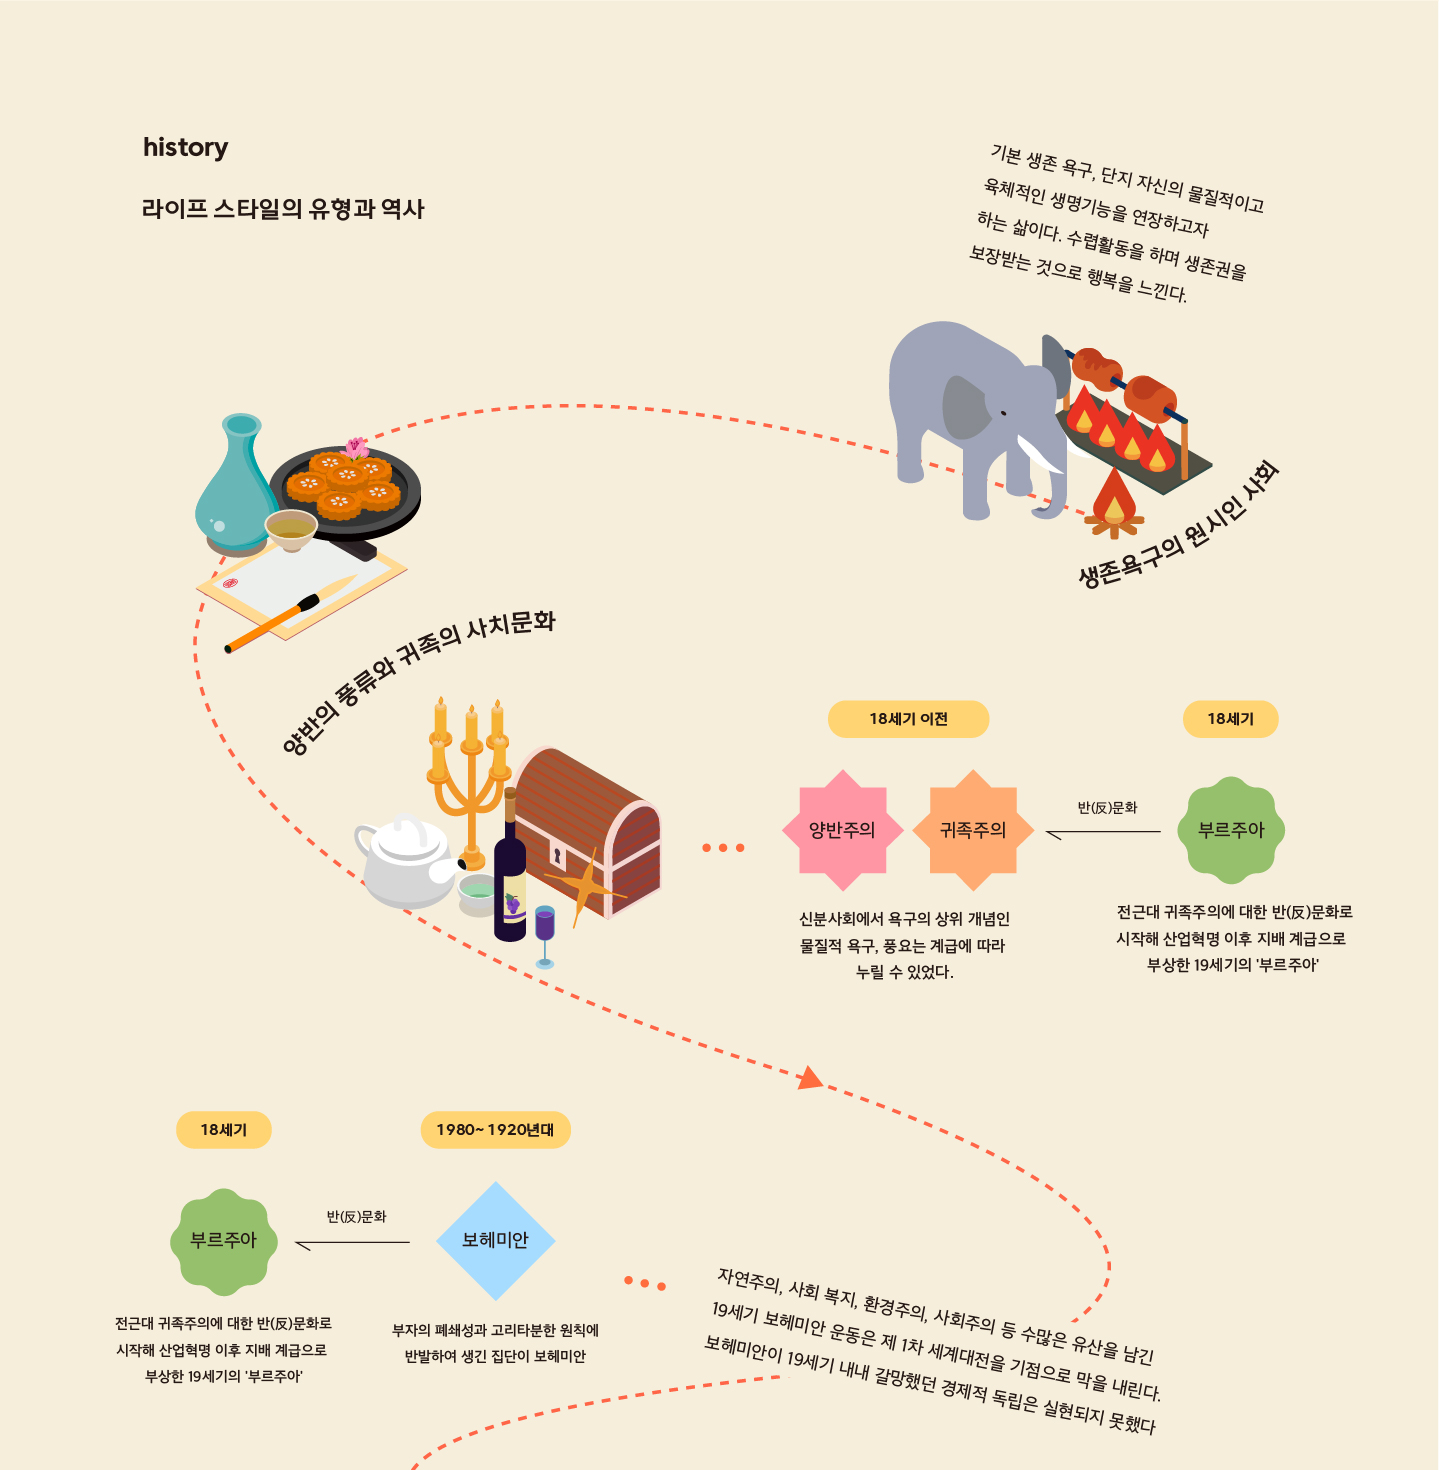 history
라이프 스타일의 유형과 역사
기본 생존 욕구, 단지 자신의 물질적이고
육체적인 생명기능을 연장하고자
하는 삶이다. 수렵활동을 하며 생존권을
보장받는 것으로 행복을 느낀다.
생존욕구의 원시인 사회
양반의 풍류와 귀족의 사치문화
18세기 이전
18세기
양반주의
귀족주의
반(反)문화
부르주아
신분사회에서 욕구의 상위 개념인
물질적 욕구, 풍요는 계급에 따라
누릴 수 있었다.
전근대 귀족주의에 대한 반(反)문화로
시작해 산업혁명 이후 지배 계급으로
부상한 19세기의 '부르주아'
18세기
1980~ 1920년대
부르주아
반(反)문화
보헤미안
전근대 귀족주의에 대한 반(反)문화로
시작해 산업혁명 이후 지배 계급으로
부상한 19세기의 '부르주아'
부자의 폐쇄성과 고리타분한 원칙에
반발하여 생긴 집단이 보헤미안
자연주의, 사회 복지, 환경주의, 사회주의 등 수많은 유산을 남긴
19세기 보헤미안 운동은 제 1차 세계대전을 기점으로 막을 내린다.
보헤미안이 19세기 내내 갈망했던 경제적 독립은 실현되지 못했다